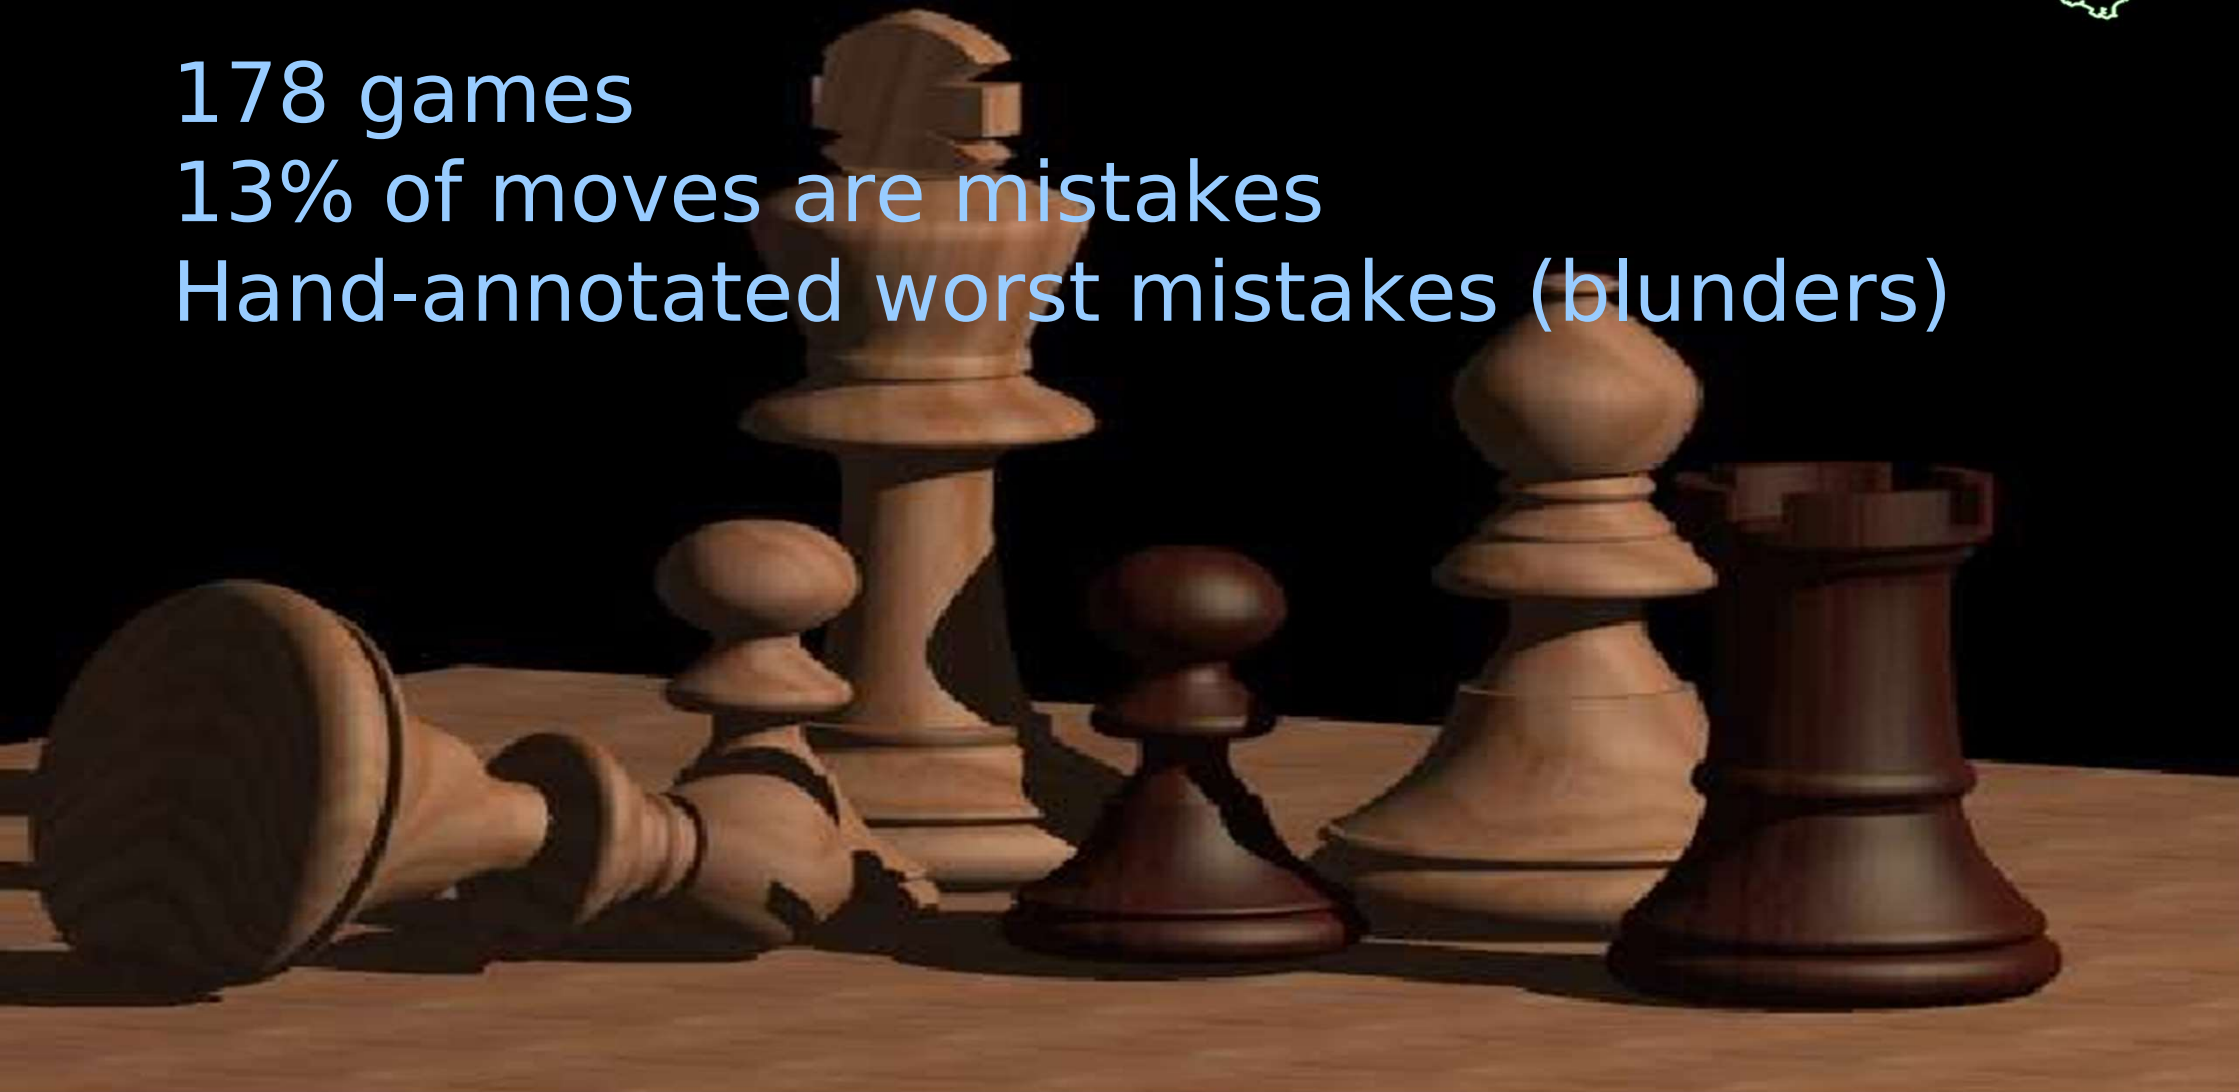 178 games
13% of moves are mistakes
Hand-annotated worst mistakes (blunders)